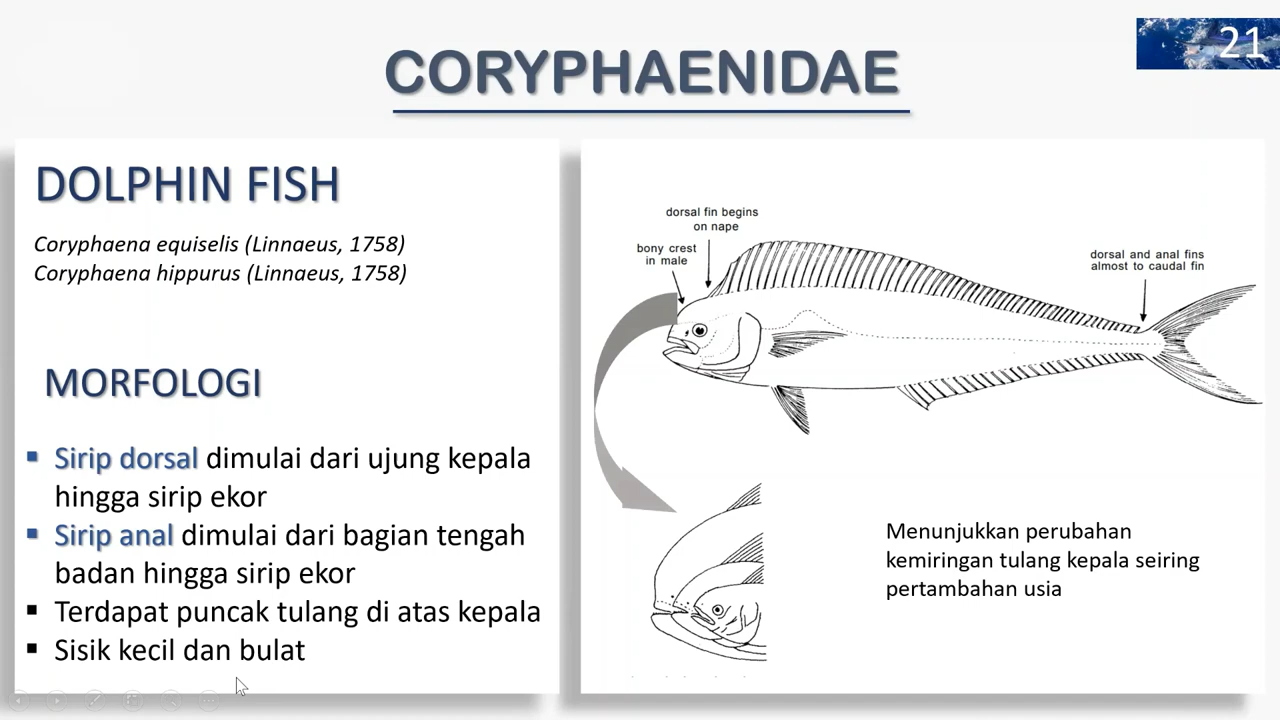 21
CORYPHAENIDAE
DOLPHIN FISH
Coryphaena equiselis (Linnaeus, 1758)
Coryphaena hippurus (Linnaeus, 1758)
MORFOLOGI
▪ Sirip dorsal dimulai dari ujung kepala
hingga sirip ekor
▪ Sirip anal dimulai dari bagian tengah
badan hingga sirip ekor
▪ Terdapat puncak tulang di atas kepala
▪ Sisik kecil dan bulat
dorsal fin begins
on nape
bony crest
in male
dorsal and anal fins
almost to caudal fin
Menunjukkan perubahan
kemiringan tulang kepala seiring
pertambahan usia